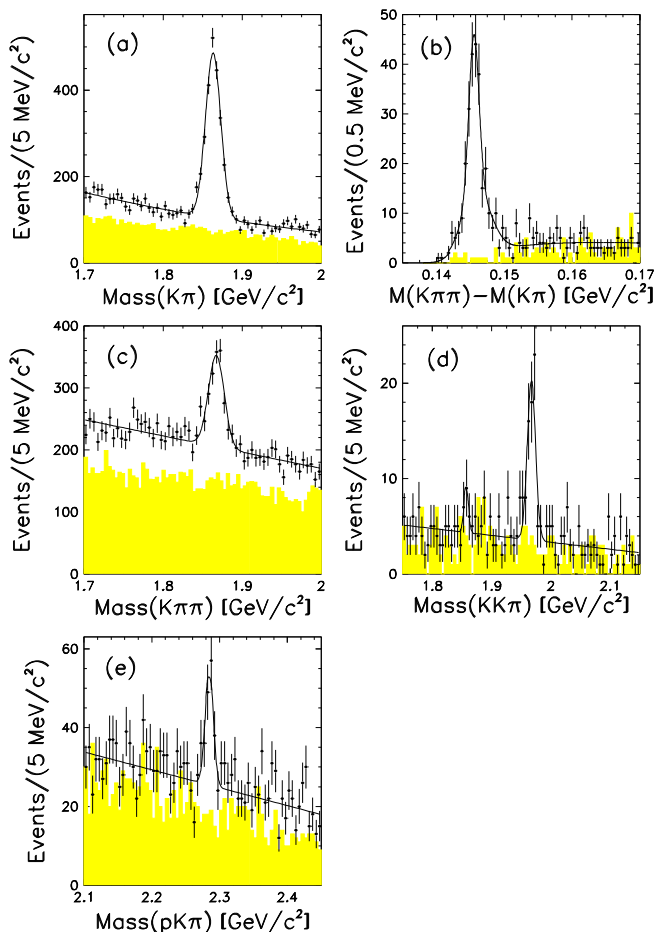 (a)
Events/(5 MeV/c²)
400
200
0
1.7 1.8 1.9 2
Mass(Kπ) [GeV/c²]
(b)
Events/(0.5 MeV/c²)
50
40
30
20
10
0
0.14 0.15 0.16 0.17
M(Kππ)−M(Kπ) [GeV/c²]
(c)
Events/(5 MeV/c²)
400
300
200
100
0
1.7 1.8 1.9 2
Mass(Kππ) [GeV/c²]
(d)
Events/(5 MeV/c²)
20
10
0
1.8 1.9 2.0 2.1
Mass(KKπ) [GeV/c²]
(e)
Events/(5 MeV/c²)
60
40
20
0
2.1 2.2 2.3 2.4
Mass(pKπ) [GeV/c²]